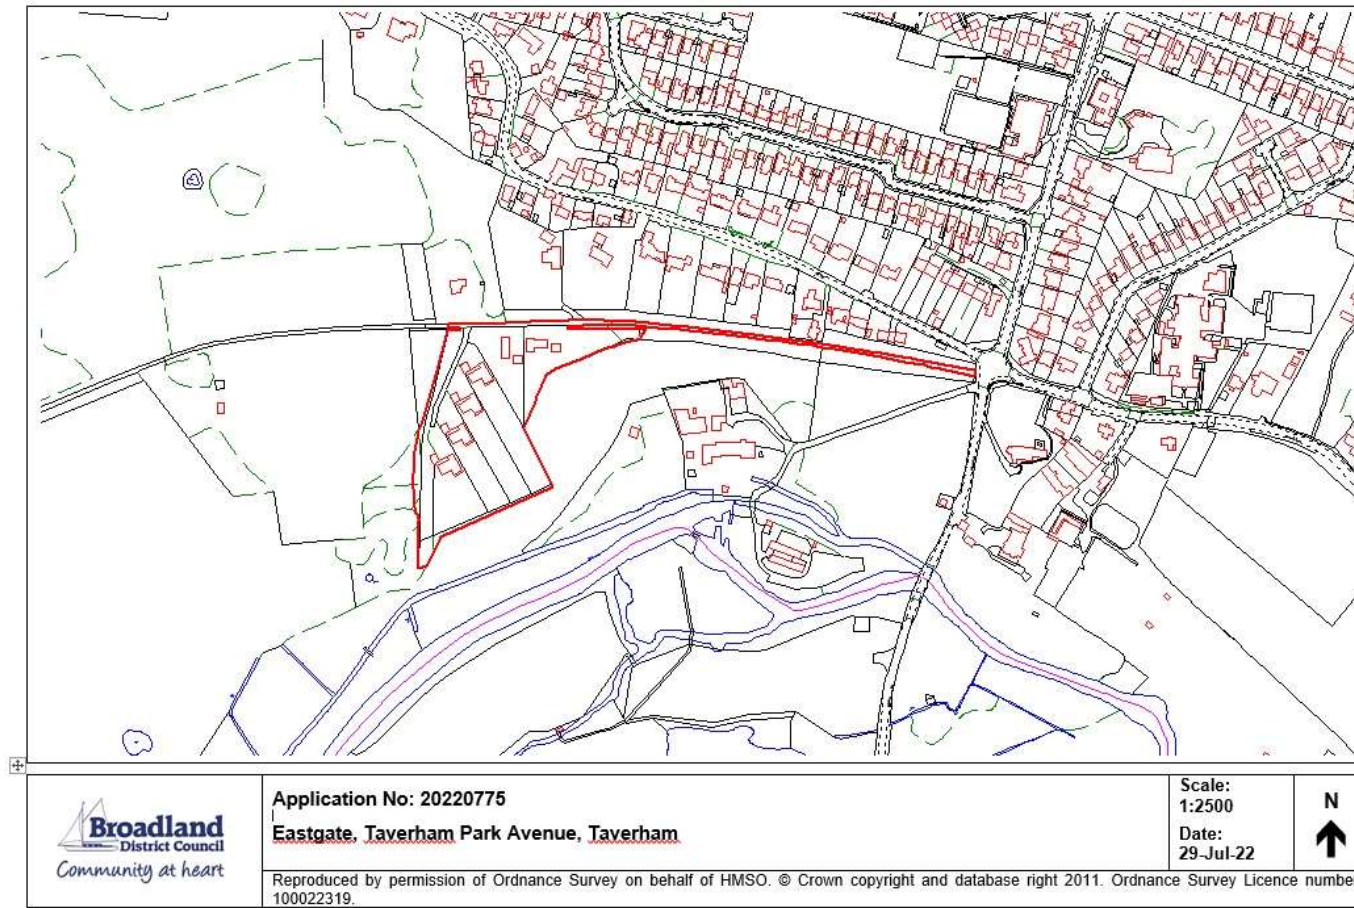 Broadland
District Council
Community at heart
Application No: 20220775
Eastgate, Taverham Park Avenue, Taverham
Scale:
1:2500
Date:
29-Jul-22
N
Reproduced by permission of Ordnance Survey on behalf of HMSO. © Crown copyright and database right 2011. Ordnance Survey Licence number
100022319.